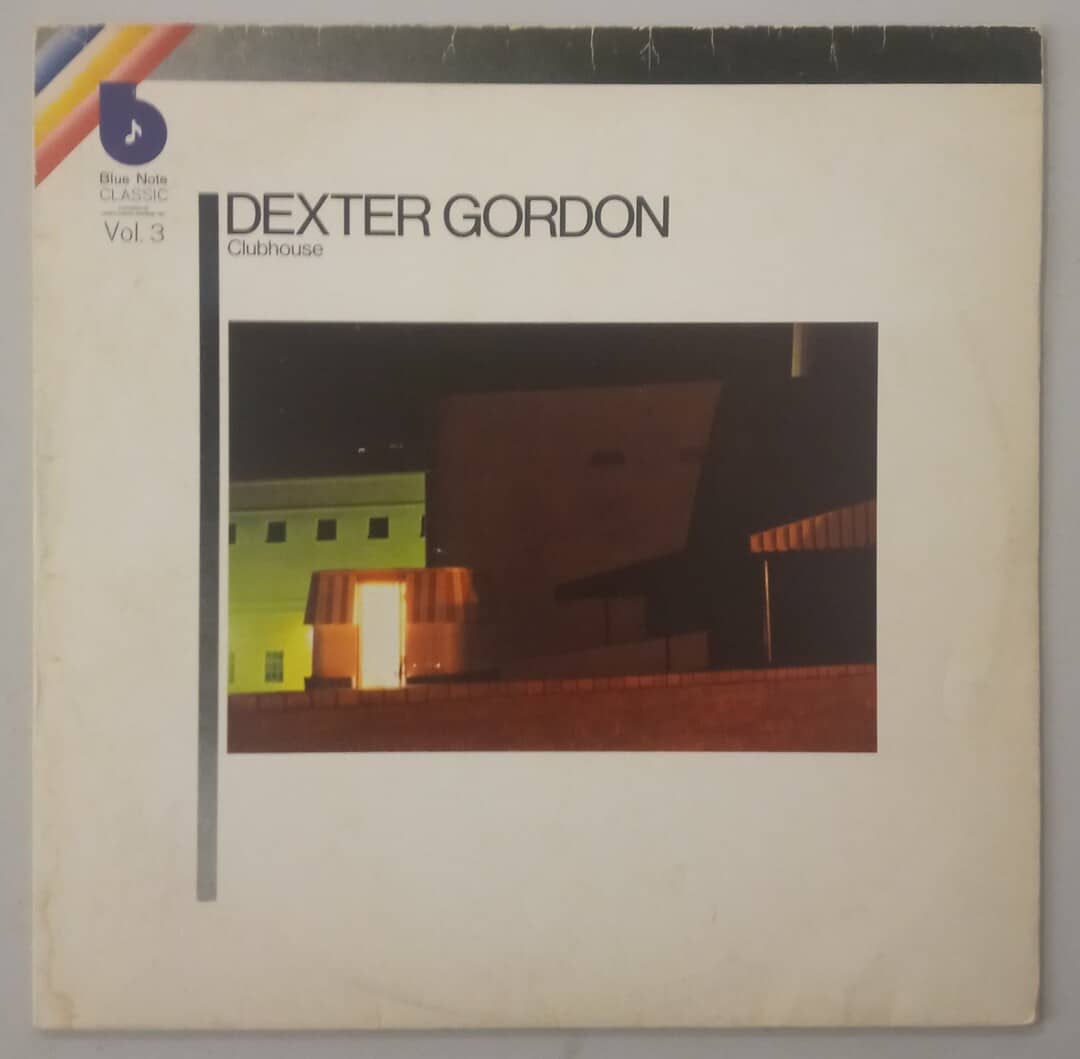 Blue Note
CLASSIC
Vol. 3
DEXTER GORDON
Clubhouse